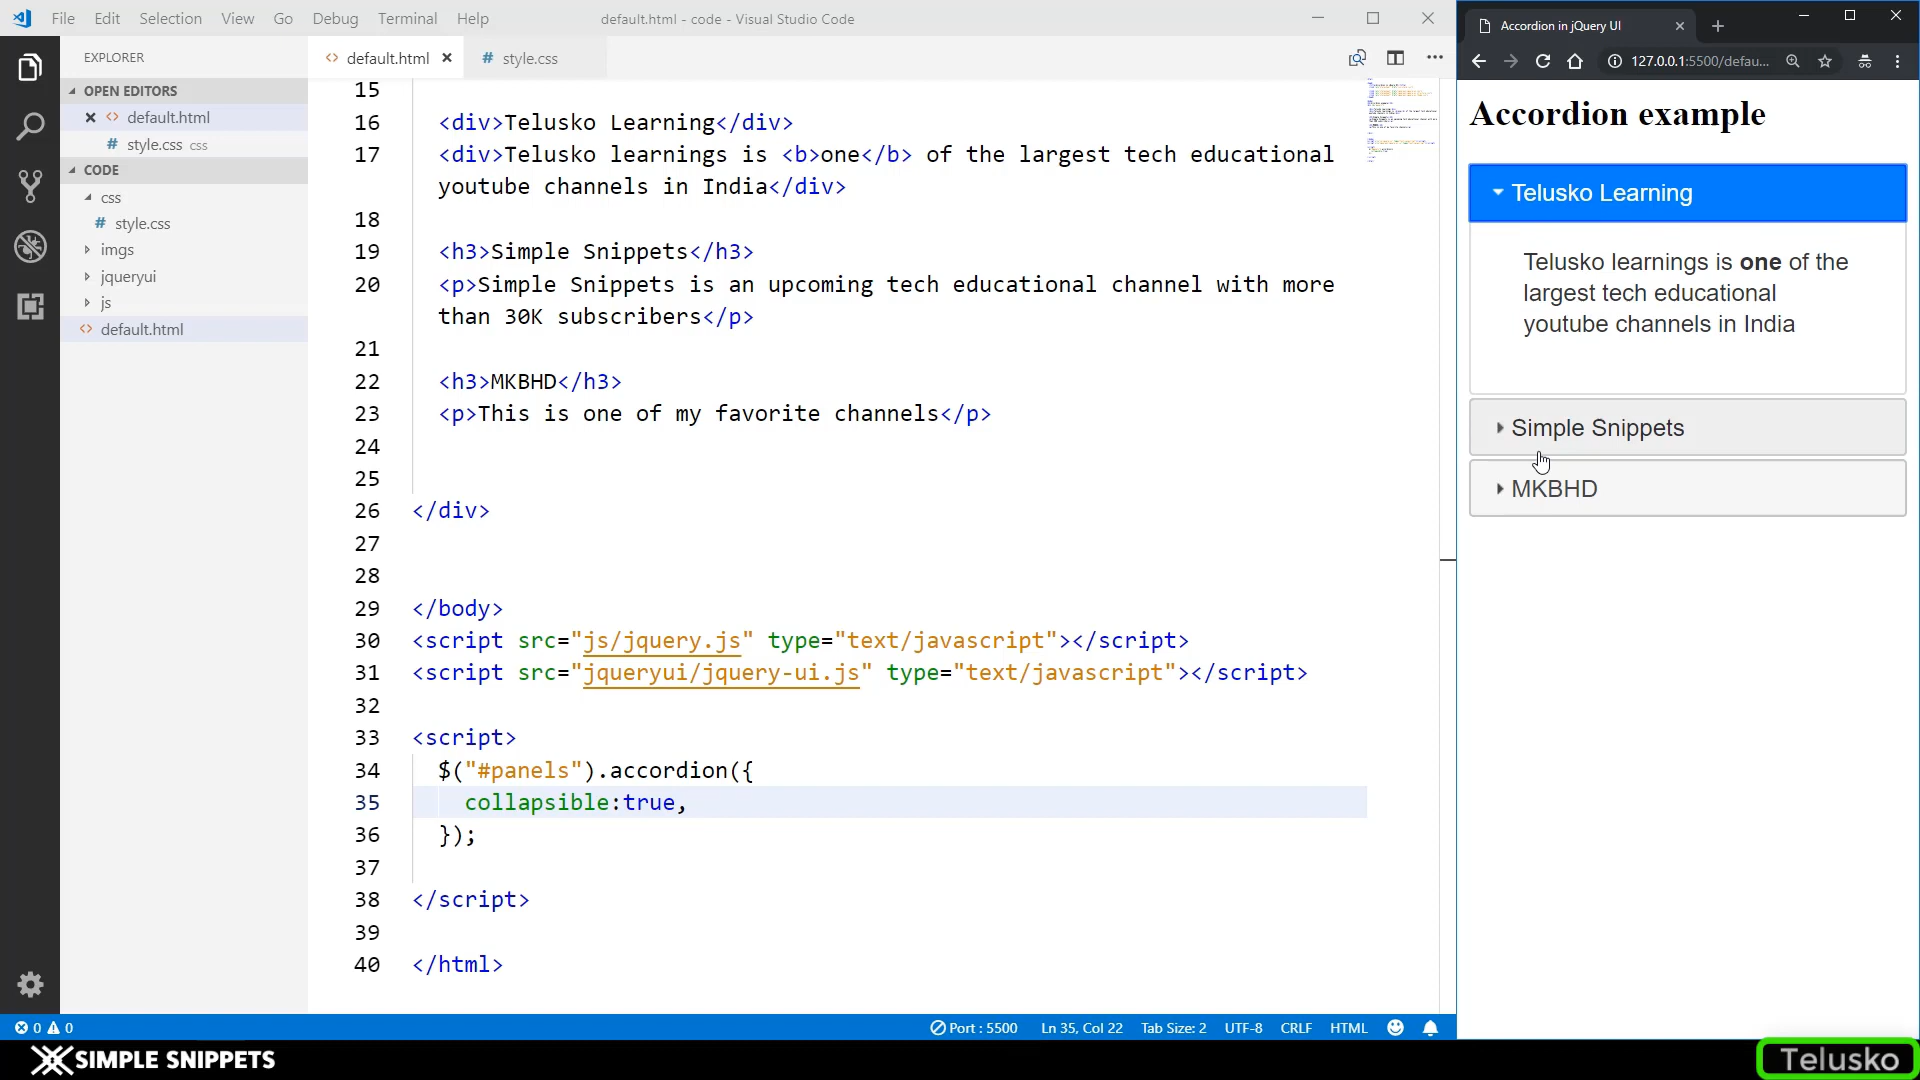 File Edit Selection View Go Debug Terminal Help
default.html - code - Visual Studio Code
EXPLORER
OPEN EDITORS
default.html
style.css css
CODE
css
style.css
imgs
jqueryui
js
default.html
default.html
style.css
15
16 <div>Telusko Learning</div>
17 <div>Telusko learnings is <b>one</b> of the largest tech educational
youtube channels in India</div>
18
19 <h3>Simple Snippets</h3>
20 <p>Simple Snippets is an upcoming tech educational channel with more
than 30K subscribers</p>
21
22 <h3>MKBHD</h3>
23 <p>This is one of my favorite channels</p>
24
25
26 </div>
27
28
29 </body>
30 <script src="js/jquery.js" type="text/javascript"></script>
31 <script src="jqueryui/jquery-ui.js" type="text/javascript"></script>
32
33 <script>
34 $("#panels").accordion({
35 collapsible:true,
36 });
37
38 </script>
39
40 </html>
0 0
Port : 5500 Ln 35, Col 22 Tab Size: 2 UTF-8 CRLF HTML
Accordion in jQuery UI
127.0.0.1:5500/defau...
Accordion example
Telusko Learning
Telusko learnings is one of the
largest tech educational
youtube channels in India
Simple Snippets
MKBHD
SIMPLE SNIPPETS
Telusko